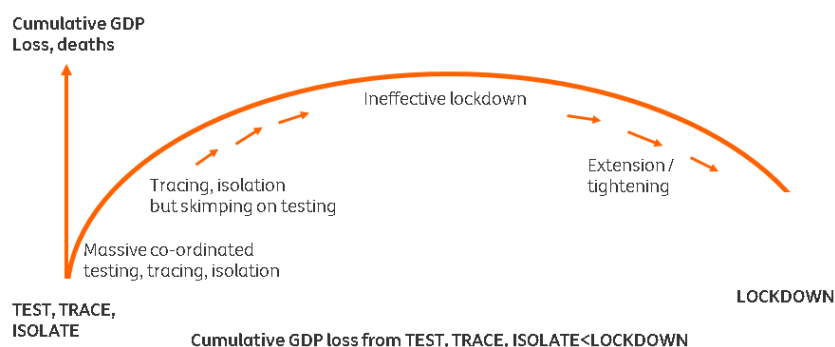 Cumulative GDP
Loss, deaths
Ineffective lockdown
Tracing, isolation
but skimping on testing
Extension /
tightening
Massive co-ordinated
testing, tracing, isolation
TEST, TRACE,
ISOLATE
LOCKDOWN
Cumulative GDP loss from TEST, TRACE, ISOLATE<LOCKDOWN